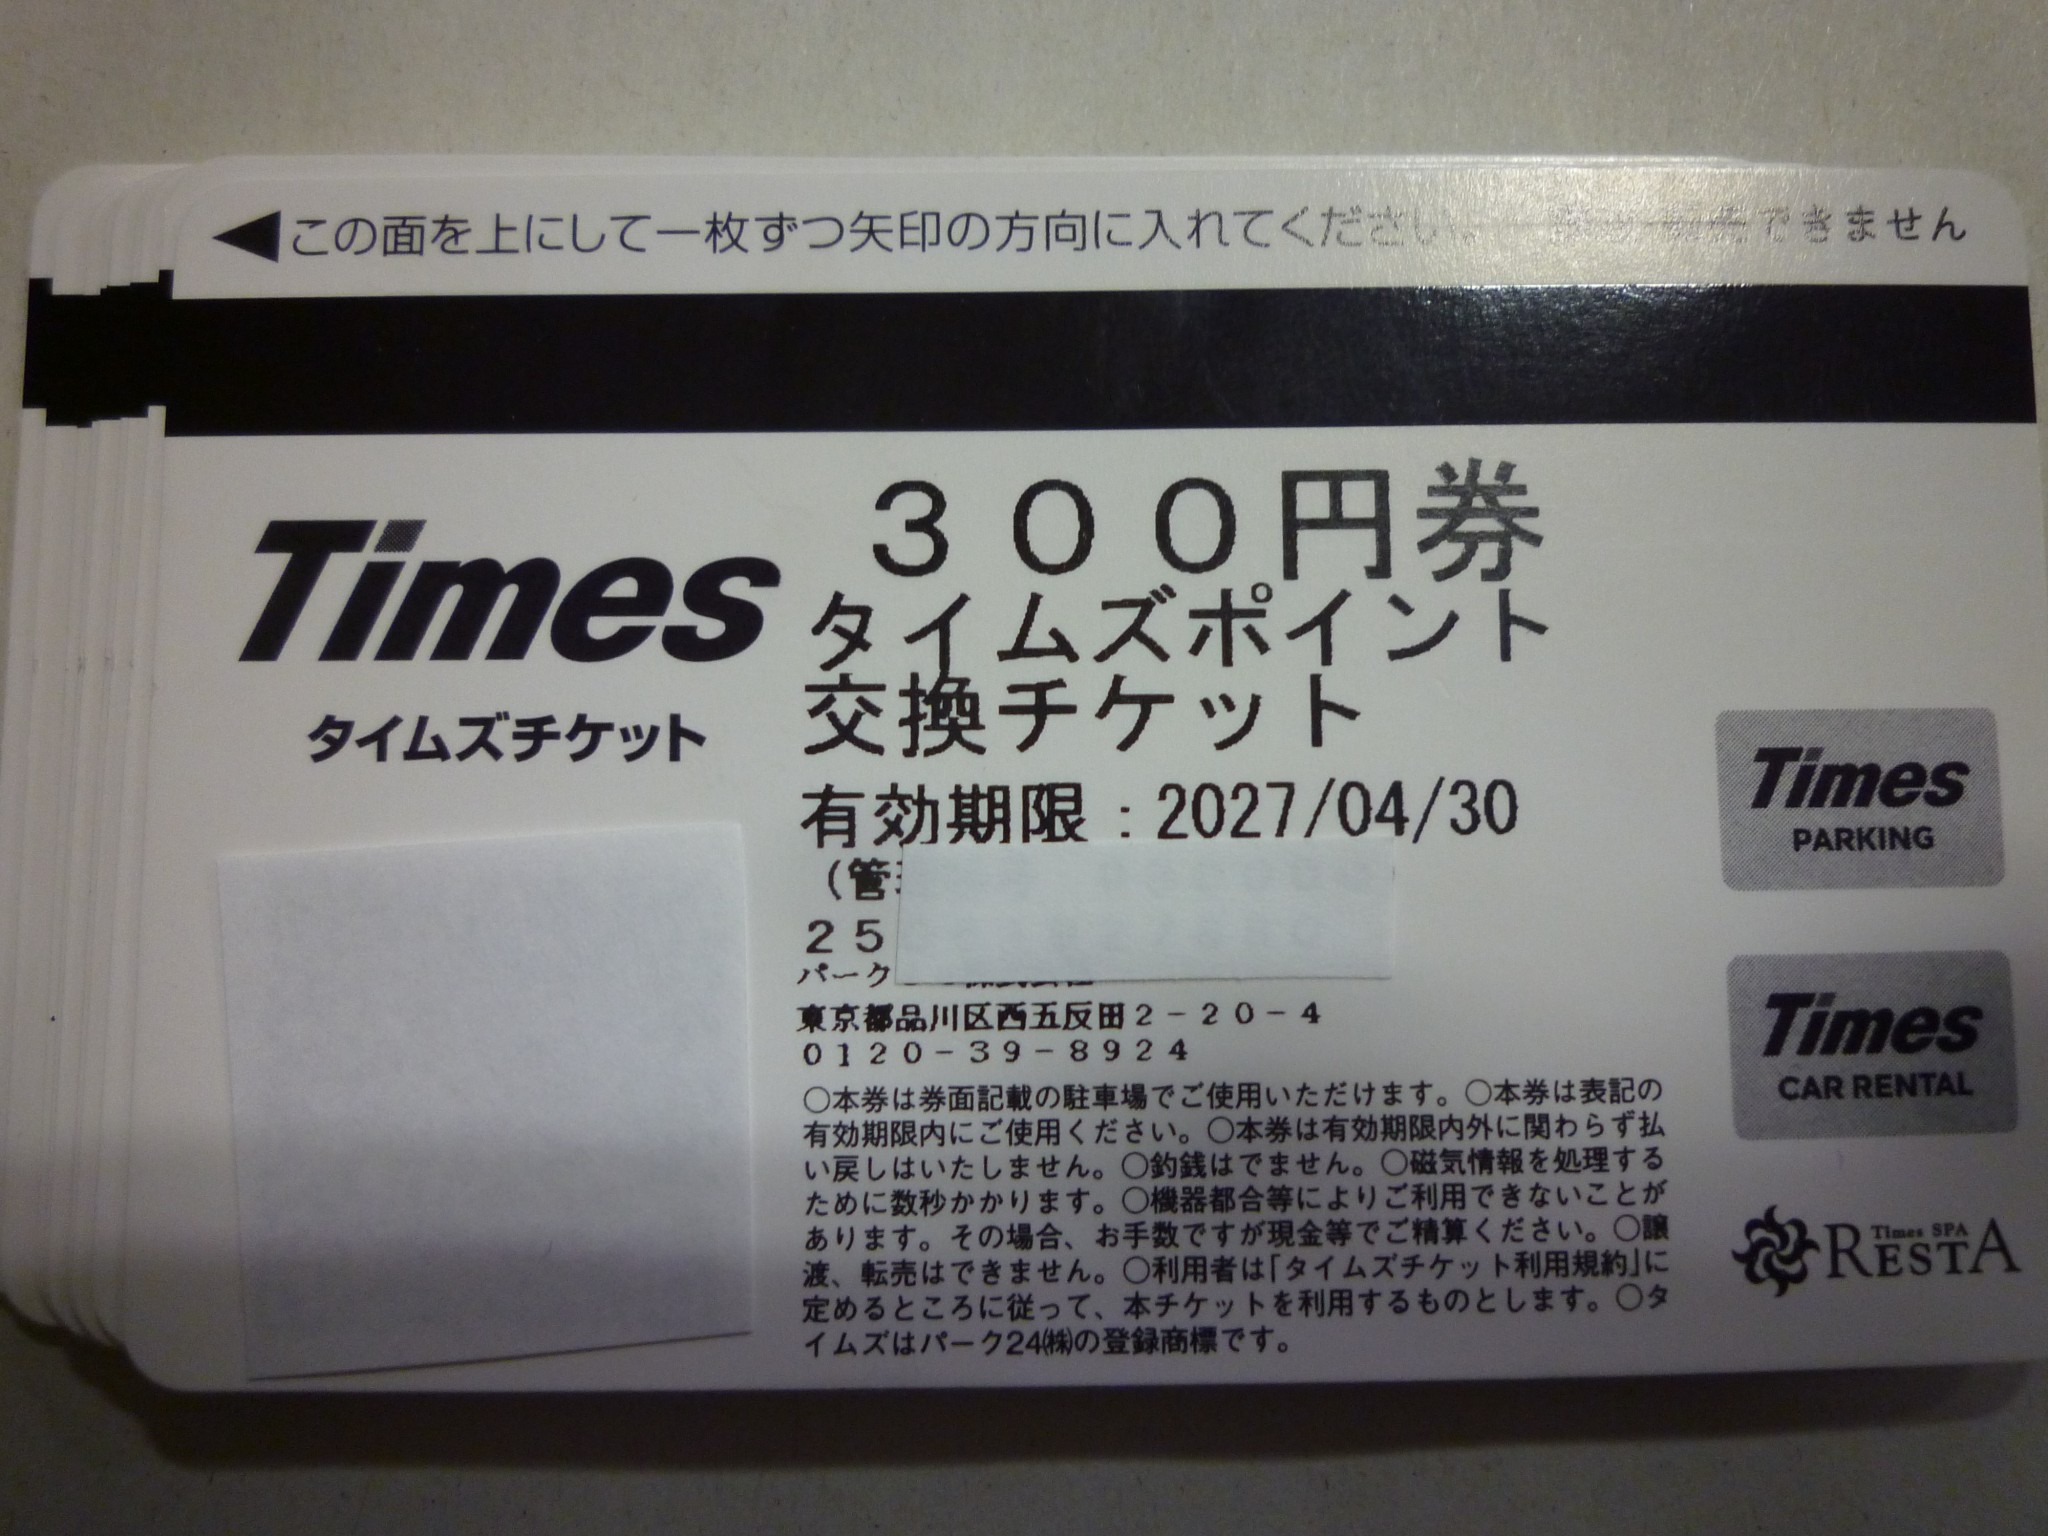 ◀この面を上にして一枚ずつ矢印の方向に入れてください。 できません
Times
タイムズチケット
３００円券
タイムズポイント
交換チケット
有効期限：2027/04/30
（管
２５
パーク
東京都品川区西五反田２－２０－４
０１２０－３９－８９２４
○本券は券面記載の駐車場でご使用いただけます。○本券は表記の
有効期限内にご使用ください。○本券は有効期限内外に関わらず払
い戻しはいたしません。○釣銭はでません。○磁気情報を処理する
ために数秒かかります。○機器都合等によりご利用できないことが
あります。その場合、お手数ですが現金等でご精算ください。○譲
渡、転売はできません。○利用者は｢タイムズチケット利用規約｣に
定めるところに従って、本チケットを利用するものとします。○タ
イムズはパーク24㈱の登録商標です。
Times
PARKING
Times
CAR RENTAL
Times SPA
RESTA